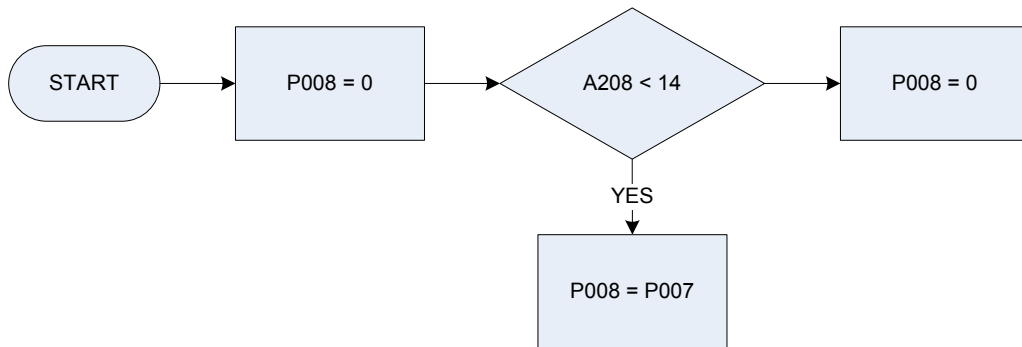 START
P008 = 0
A208 < 14
P008 = 0
YES
P008 = P007